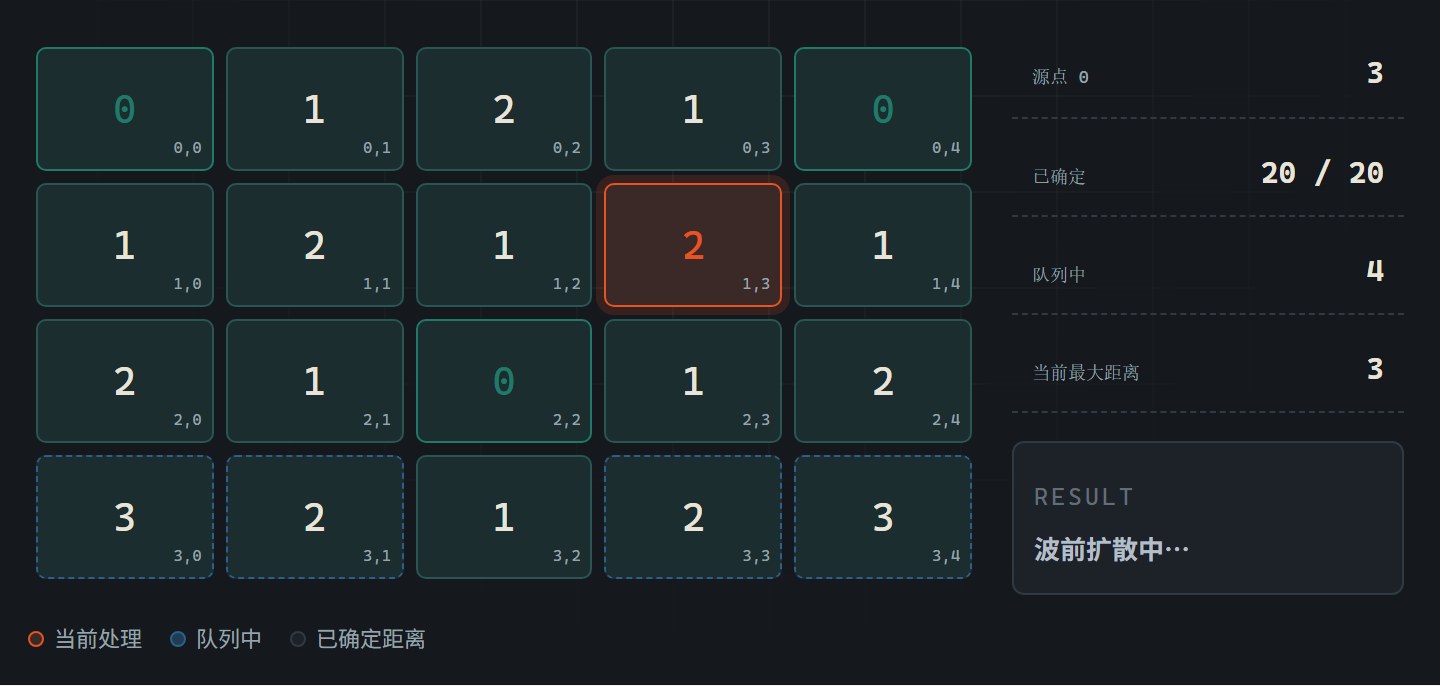 0 1 2 1 0
0,0 0,1 0,2 0,3 0,4
1 2 1 2 1
1,0 1,1 1,2 1,3 1,4
2 1 0 1 2
2,0 2,1 2,2 2,3 2,4
3 2 1 2 3
3,0 3,1 3,2 3,3 3,4
当前处理 队列中 已确定距离
源点 0 3
已确定 20 / 20
队列中 4
当前最大距离 3
RESULT
波前扩散中…